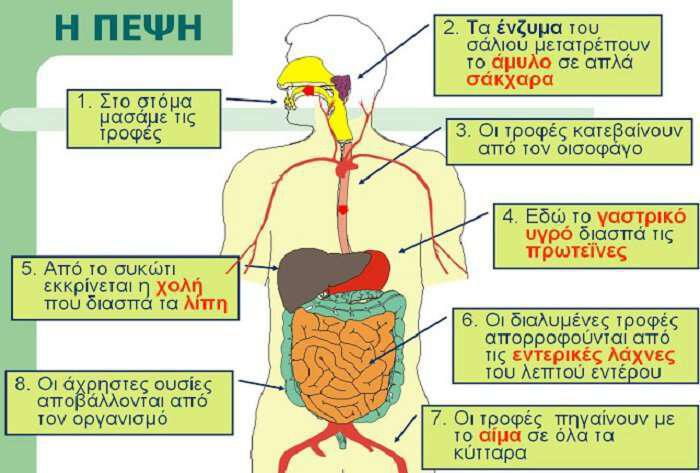 Η ΠΕΨΗ
1. Στο στόμα
μασάμε τις
τροφές
2. Τα ένζυμα του
σάλιου μετατρέπουν
το άμυλο σε απλά
σάκχαρα
3. Οι τροφές κατεβαίνουν
από τον οισοφάγο
4. Εδώ το γαστρικό
υγρό διασπά τις
πρωτεΐνες
5. Από το συκώτι
εκκρίνεται η χολή
που διασπά τα λίπη
6. Οι διαλυμένες τροφές
απορροφούνται από
τις εντερικές λάχνες
του λεπτού εντέρου
7. Οι τροφές πηγαίνουν με
το αίμα σε όλα τα
κύτταρα
8. Οι άχρηστες ουσίες
αποβάλλονται από
τον οργανισμό